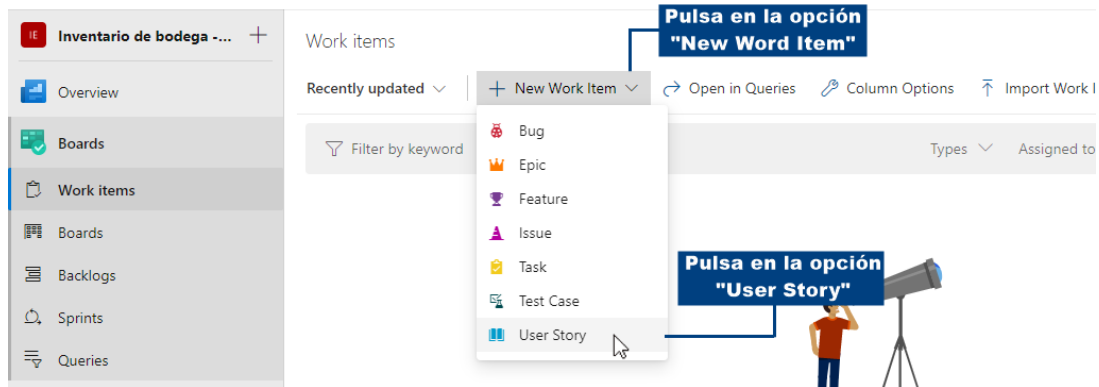 IE Inventario de bodega -... +
Overview
Boards
Work items
Boards
Backlogs
Sprints
Queries
Work items
Pulsa en la opción
"New Word Item"
Recently updated
+ New Work Item
Open in Queries
Column Options
Import Work I
Filter by keyword
Types
Assigned to
Bug
Epic
Feature
Issue
Task
Test Case
User Story
Pulsa en la opción
"User Story"